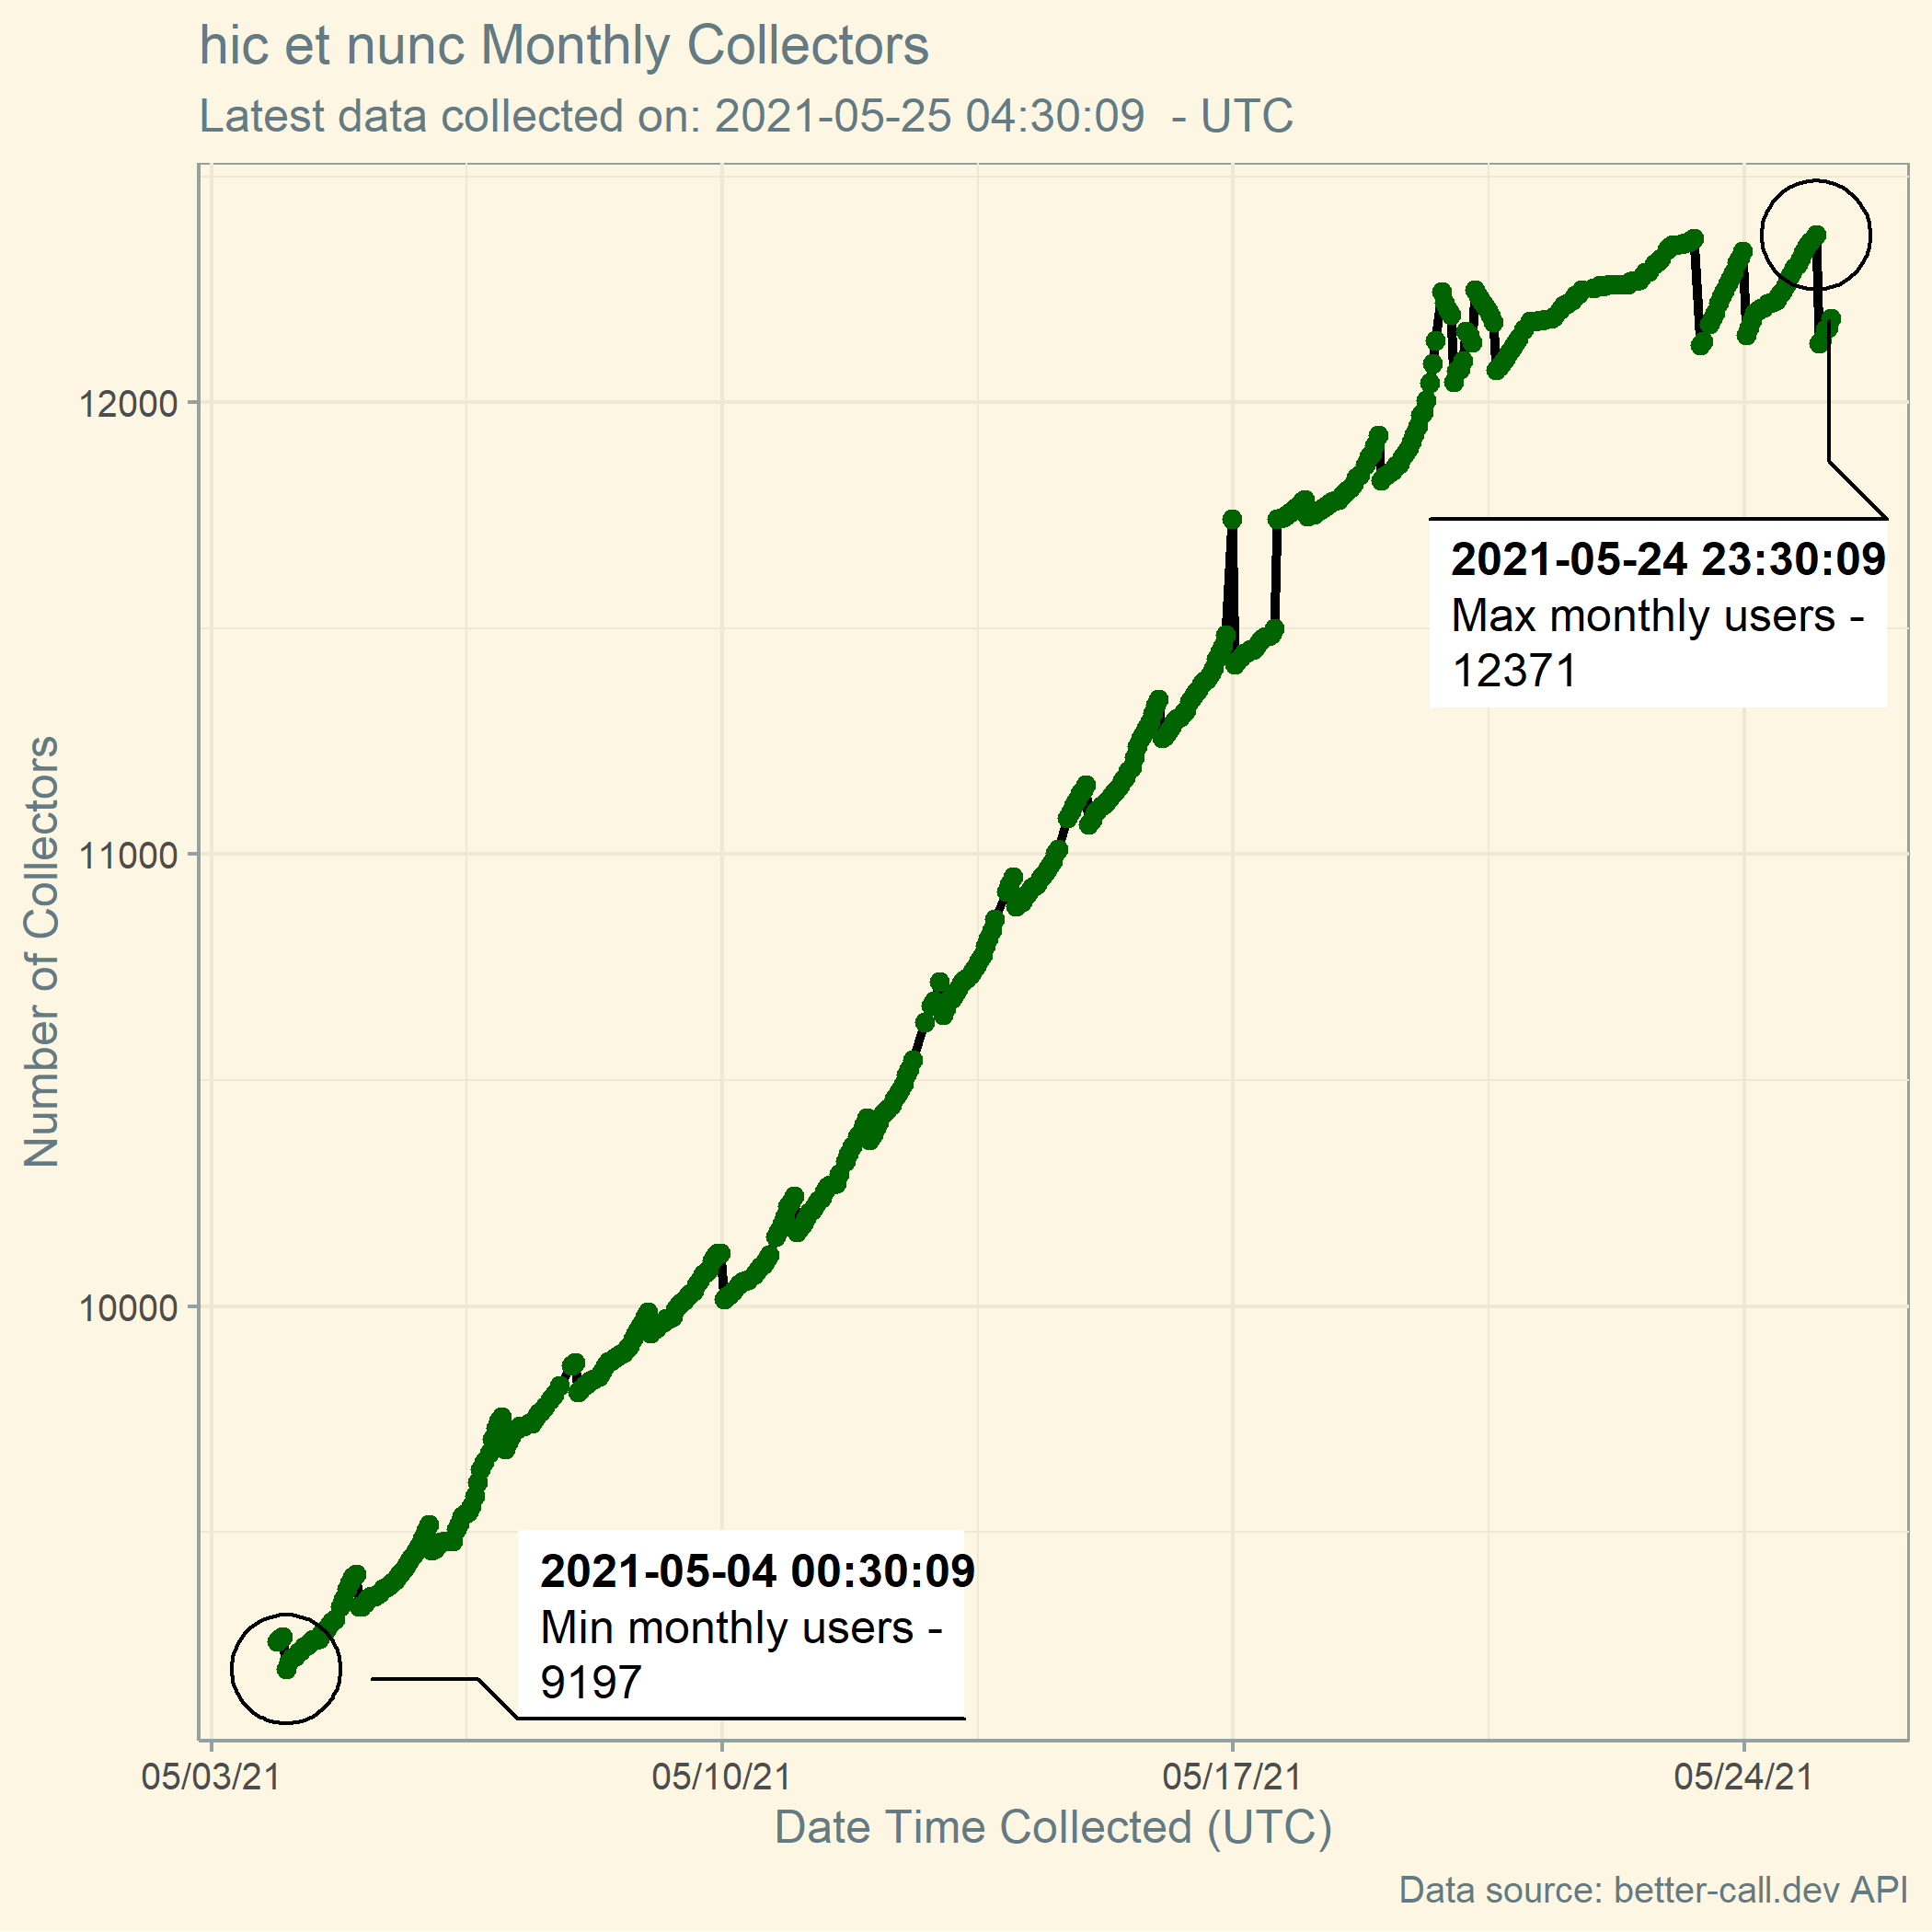 hic et nunc Monthly Collectors
Latest data collected on: 2021-05-25 04:30:09  - UTC
Number of Collectors
12000
11000
10000
2021-05-24 23:30:09
Max monthly users -
12371
2021-05-04 00:30:09
Min monthly users -
9197
05/03/21
05/10/21
05/17/21
05/24/21
Date Time Collected (UTC)
Data source: better-call.dev API